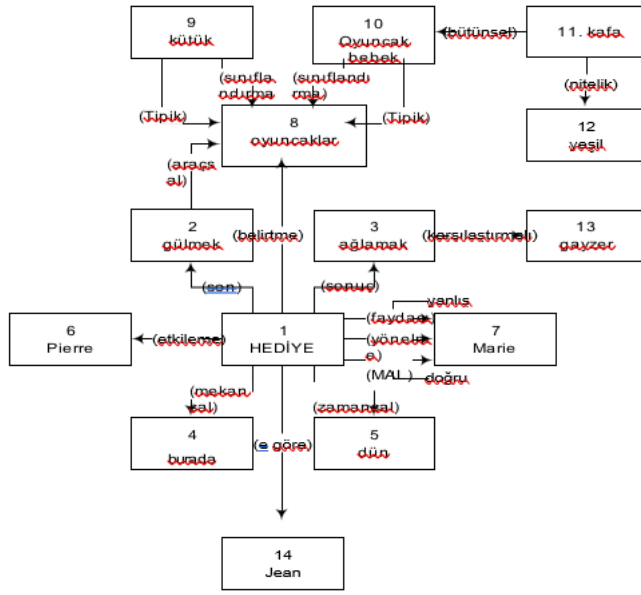 9
kütük
10
Oyuncak
bebek
(bütünsel)
11. kafa
(sınıfla
ndırma
(sınıflandı
rma)
(nitelik)
(Tipik)
8
oyuncaklar
(Tipik)
12
yeşil
(araçs
al)
2
gülmek
(belirtme)
3
ağlamak
(karşılaştırmalı)
13
gayzer
(son)
(sonuç)
yanlış
6
Pierre
(etkileme)
1
HEDİYE
(faydacı)
(yönelm
e)
(MAL)
7
Marie
doğru
(mekan
sal)
(zamansal)
4
burada
(e göre)
5
dün
14
Jean